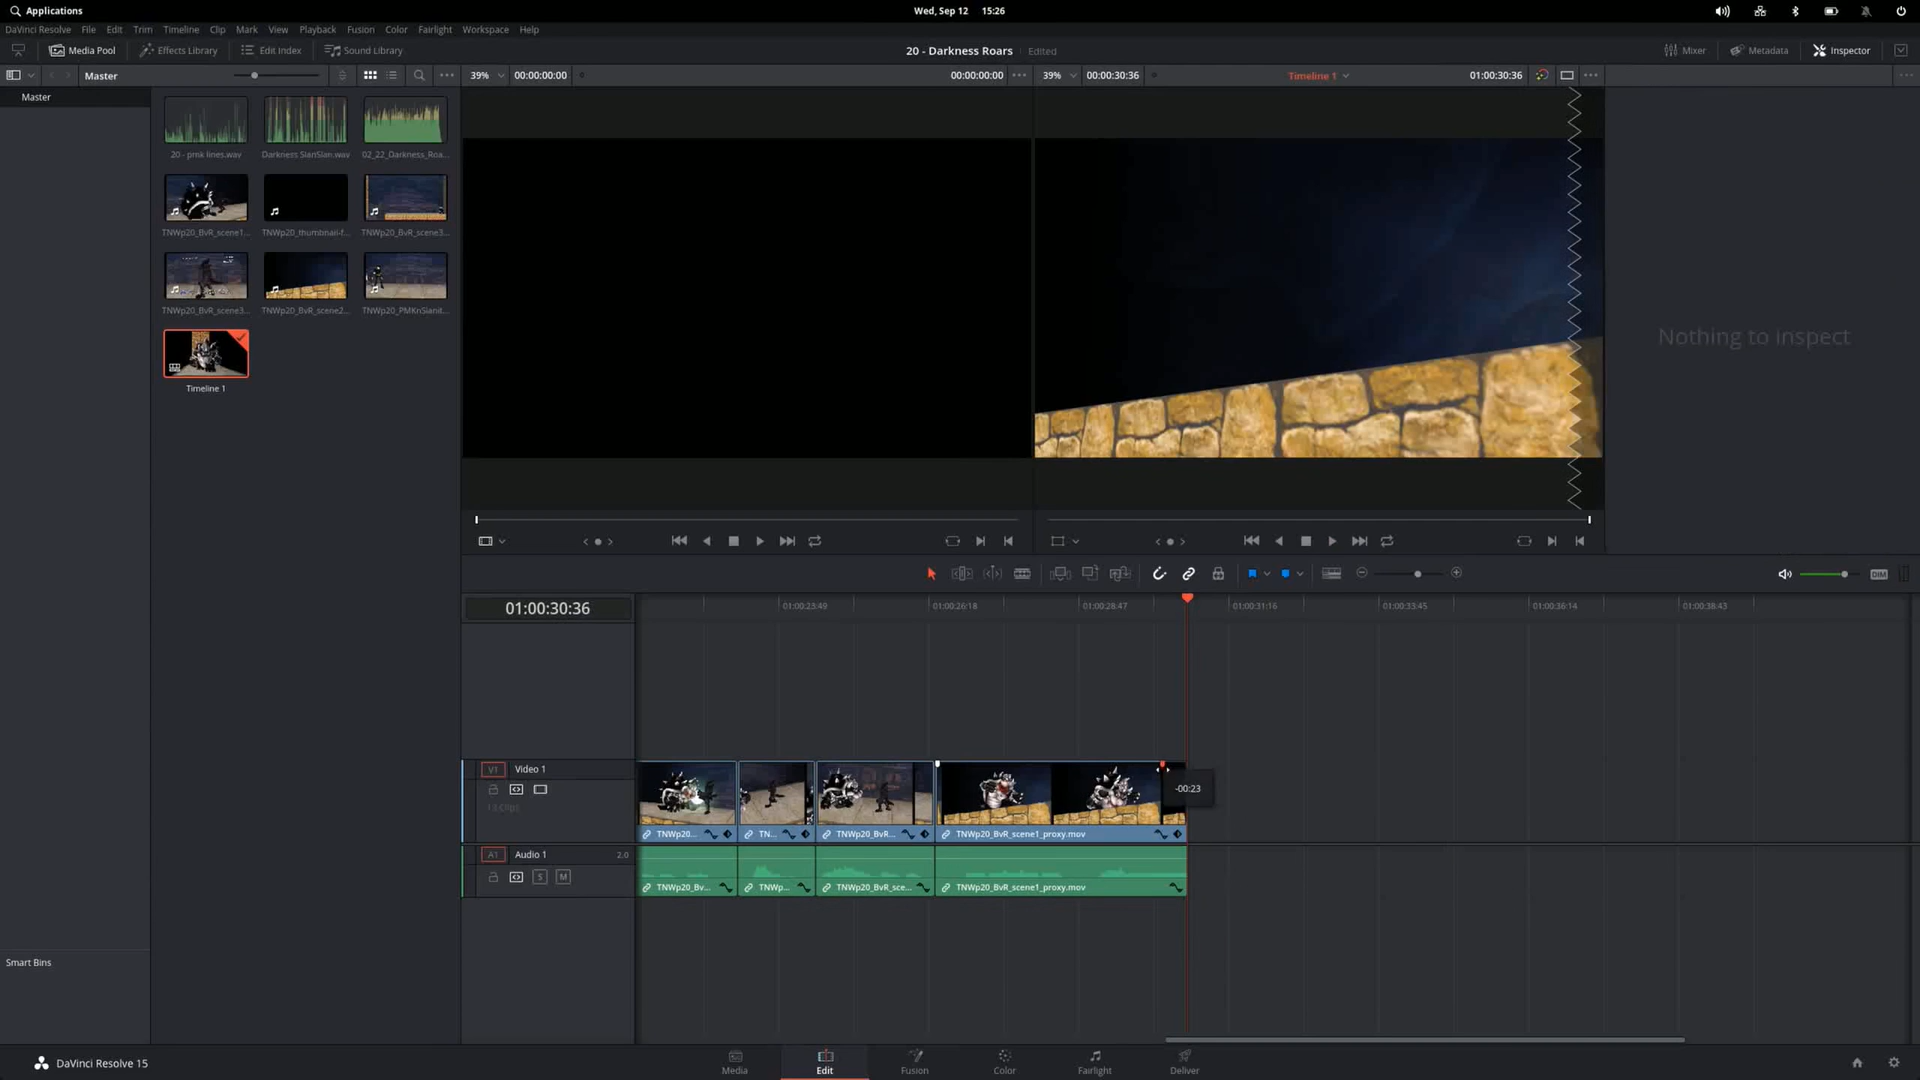 Applications
Wed, Sep 12 15:26
DaVinci Resolve File Edit Trim Timeline Clip Mark View Playback Fusion Color Fairlight Workspace Help
Media Pool Effects Library Edit Index Sound Library
20 - Darkness Roars Edited
Mixer Metadata Inspector
Master
39% 00:00:00:00 00:00:00:00
39% 00:00:30:36 Timeline 1 01:00:30:36
Master
20 - pmk lines.wav Darkness SianSian.wav 02_22_Darkness_Roa...
TNWp20_BvR_scene1... TNWp20_thumbnail-f... TNWp20_BvR_scene3...
TNWp20_BvR_scene3... TNWp20_BvR_scene2... TNWp20_PMKnSianit...
Timeline 1
Nothing to inspect
DIM
01:00:30:36
01:00:23:49 01:00:26:18 01:00:28:47 01:00:31:16 01:00:33:45 01:00:36:14 01:00:38:43
V1 Video 1
-00:23
TNWp20... TN... TNWp20_BvR... TNWp20_BvR_scene1_proxy.mov
A1 Audio 1 2.0
S M
TNWp20_Bv... TNWp... TNWp20_BvR_sce... TNWp20_BvR_scene1_proxy.mov
Smart Bins
DaVinci Resolve 15
Media Edit Fusion Color Fairlight Deliver